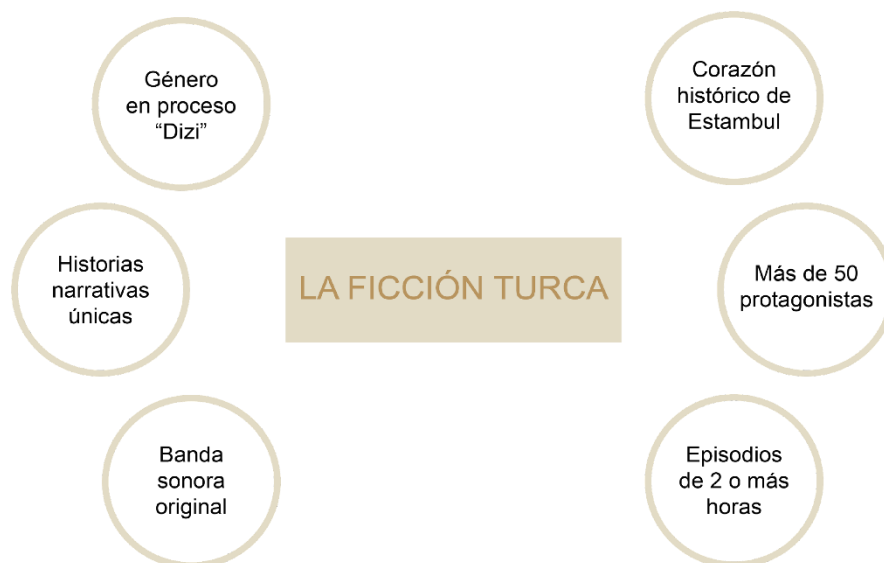 Género
en proceso
“Dizi”
Corazón
histórico de
Estambul
Historias
narrativas
únicas
LA FICCIÓN TURCA
Más de 50
protagonistas
Banda
sonora
original
Episodios
de 2 o más
horas